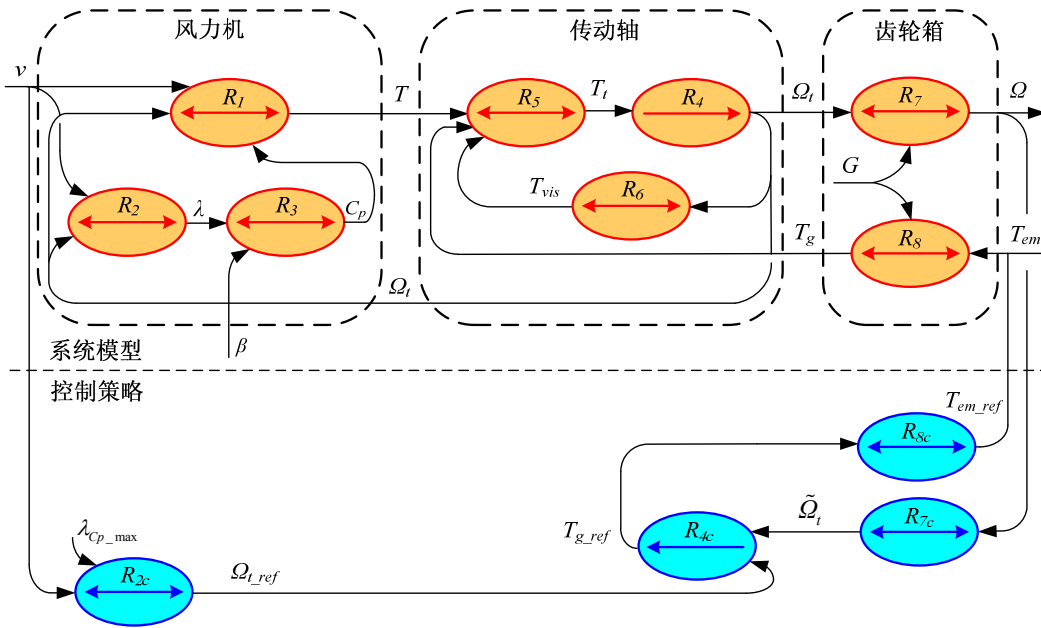 风力机 传动轴 齿轮箱
v R1 T R5 Tt R4 Ωt R7 Ω
G
R2 λ R3 Cp Tvis R6
Tg R8 Tem
Ωt
β
系统模型
控制策略
Tem_ref
R8c
Ω̃t R7c
Tg_ref R4c
λCp_max
R2c Ωt_ref